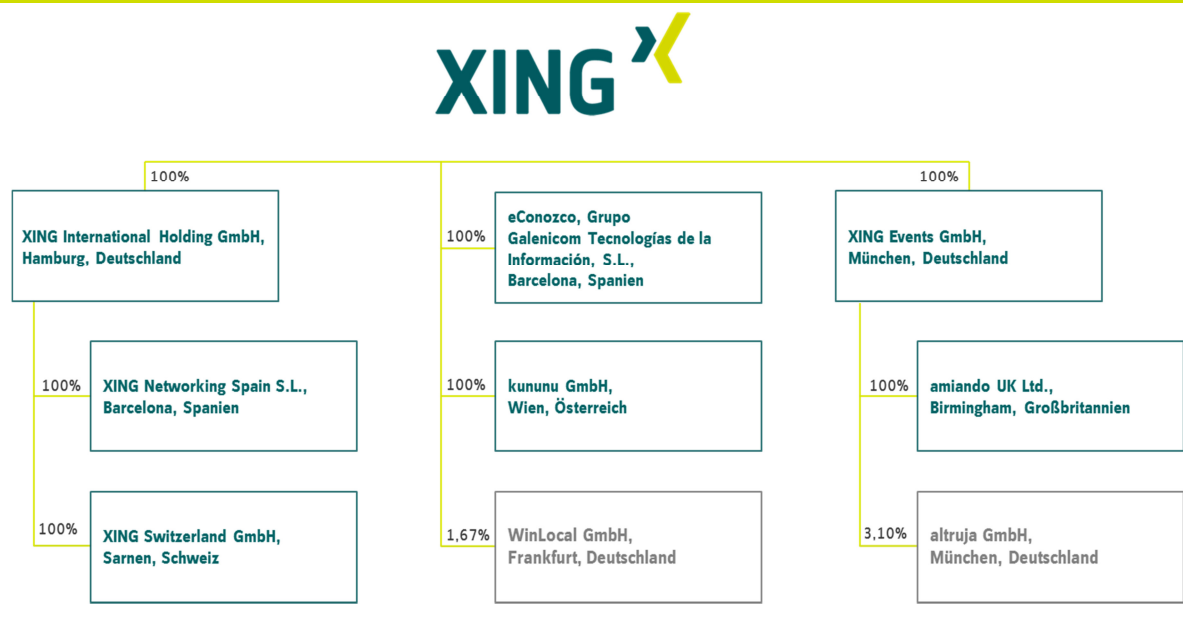 XING
100%
XING International Holding GmbH,
Hamburg, Deutschland
100%
XING Networking Spain S.L.,
Barcelona, Spanien
100%
XING Switzerland GmbH,
Sarnen, Schweiz
100%
eConozco, Grupo
Galenicom Tecnologías de la
Información, S.L.,
Barcelona, Spanien
100%
kununu GmbH,
Wien, Österreich
1,67%
WinLocal GmbH,
Frankfurt, Deutschland
100%
XING Events GmbH,
München, Deutschland
100%
amiando UK Ltd.,
Birmingham, Großbritannien
3,10%
altruja GmbH,
München, Deutschland